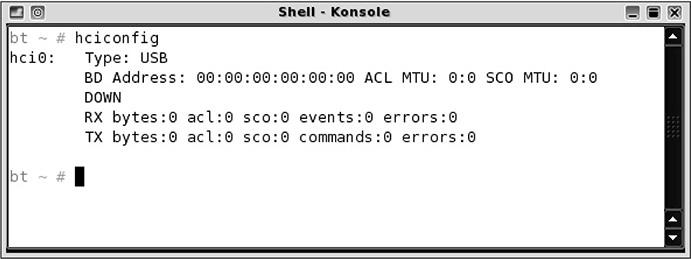 Shell - Konsole
bt ~ # hciconfig
hci0:   Type: USB
        BD Address: 00:00:00:00:00:00 ACL MTU: 0:0 SCO MTU: 0:0
        DOWN
        RX bytes:0 acl:0 sco:0 events:0 errors:0
        TX bytes:0 acl:0 sco:0 commands:0 errors:0
bt ~ #